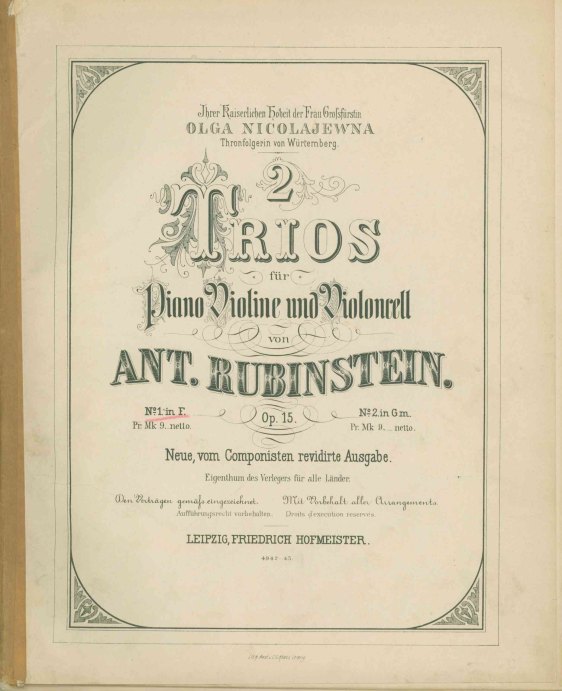 Ihrer Kaiserlichen Hoheit der Frau Großfürstin
OLGA NICOLAJEWNA
Thronfolgerin von Würtemberg.
2
TRIOS
für
Piano Violine und Violoncell
von
ANT. RUBINSTEIN.
No. 1. in F. Op. 15. No. 2. in G m.
Pr. Mk 9. netto. Pr. Mk 9. netto.
Neue, vom Componisten revidirte Ausgabe.
Eigenthum des Verlegers für alle Länder.
Den Verträgen gemäß eingezeichnet. Mit Vorbehalt aller Arrangements.
Aufführungsrecht vorbehalten. Droits d'execution reservés.
LEIPZIG, FRIEDRICH HOFMEISTER.
4942-43.